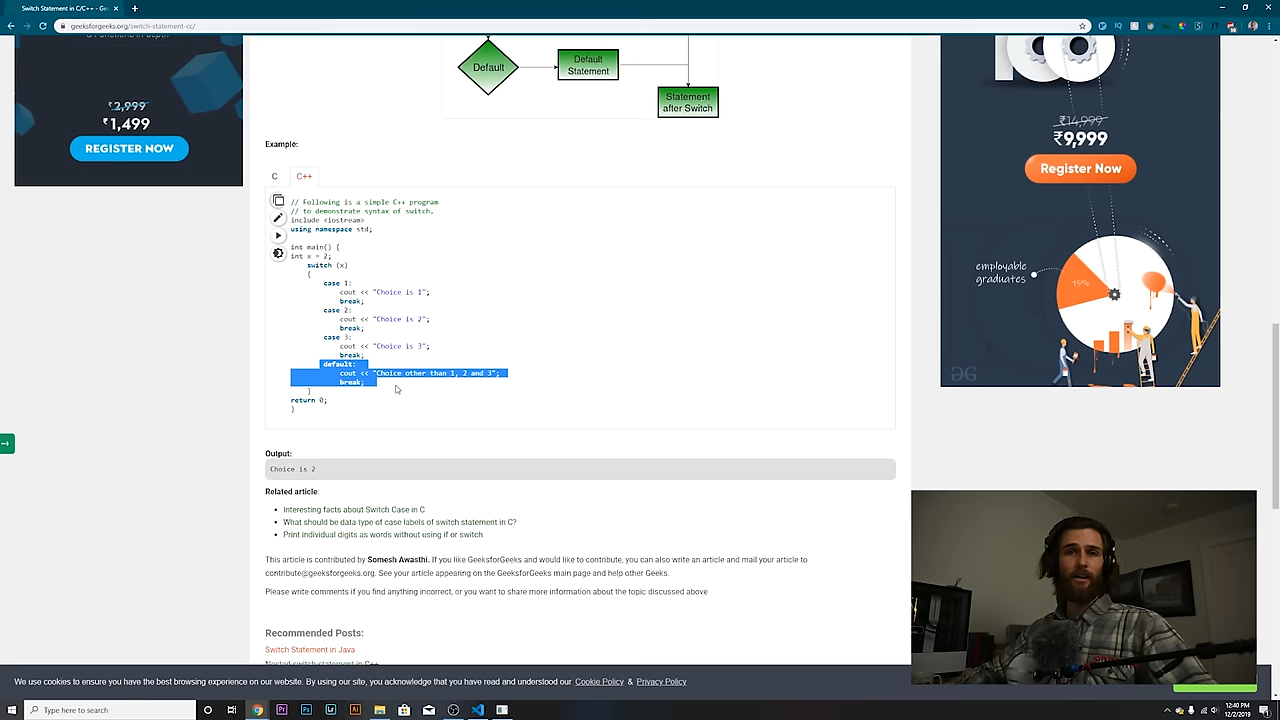 Switch Statement in C/C++ - Ge
geeksforgeeks.org/switch-statement-cc/
& Functions in depth
₹2,999
₹1,499
REGISTER NOW
Default
Default
Statement
Statement
after Switch
₹14,999
₹9,999
Register Now
employable
graduates
15%
Example:
C C++
// Following is a simple C++ program
// to demonstrate syntax of switch.
include <iostream>
using namespace std;
int main() {
int x = 2;
switch (x)
{
case 1:
cout << "Choice is 1";
break;
case 2:
cout << "Choice is 2";
break;
case 3:
cout << "Choice is 3";
break;
default:
cout << "Choice other than 1, 2 and 3";
break;
}
return 0;
}
Output:
Choice is 2
Related article:
Interesting facts about Switch Case in C
What should be data type of case labels of switch statement in C?
Print individual digits as words without using if or switch
This article is contributed by Somesh Awasthi. If you like GeeksforGeeks and would like to contribute, you can also write an article and mail your article to
contribute@geeksforgeeks.org. See your article appearing on the GeeksforGeeks main page and help other Geeks.
Please write comments if you find anything incorrect, or you want to share more information about the topic discussed above
Recommended Posts:
Switch Statement in Java
Nested switch statement in C++
We use cookies to ensure you have the best browsing experience on our website. By using our site, you acknowledge that you have read and understood our Cookie Policy & Privacy Policy
Type here to search
12:40 PM
12/2/2019